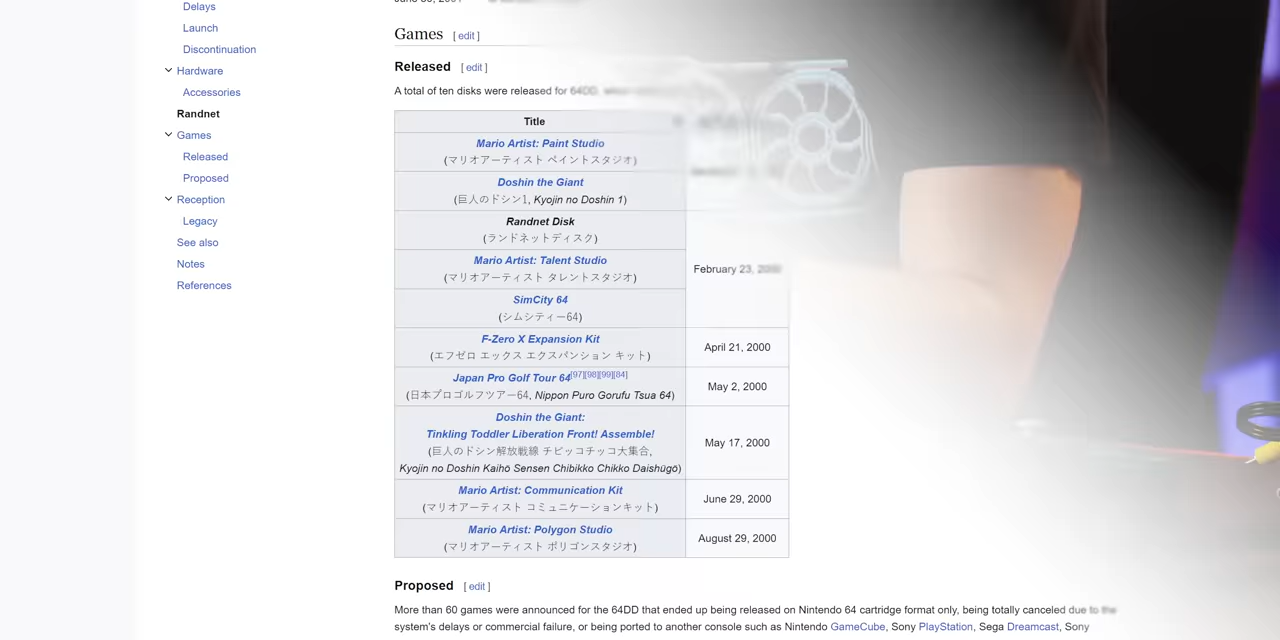 Delays
Launch
Discontinuation
Hardware
Accessories
Randnet
Games
Released
Proposed
Reception
Legacy
See also
Notes
References
Games [ edit ]
Released [ edit ]
A total of ten disks were released for 64DD,
Title
Mario Artist: Paint Studio
(マリオアーティスト ペイントスタジオ)
Doshin the Giant
(巨人のドシン1, Kyojin no Doshin 1)
Randnet Disk
(ランドネットディスク)
Mario Artist: Talent Studio
(マリオアーティスト タレントスタジオ)
SimCity 64
(シムシティー64)
February 23, 2000
F-Zero X Expansion Kit
(エフゼロ エックス エクスパンション キット)
April 21, 2000
Japan Pro Golf Tour 64[97][98][99][84]
(日本プロゴルフツアー64, Nippon Puro Gorufu Tsua 64)
May 2, 2000
Doshin the Giant:
Tinkling Toddler Liberation Front! Assemble!
(巨人のドシン解放戦線 チビッコチッコ大集合,
Kyojin no Doshin Kaihō Sensen Chibikko Chikko Daishūgō)
May 17, 2000
Mario Artist: Communication Kit
(マリオアーティスト コミュニケーションキット)
June 29, 2000
Mario Artist: Polygon Studio
(マリオアーティスト ポリゴンスタジオ)
August 29, 2000
Proposed [ edit ]
More than 60 games were announced for the 64DD that ended up being released on Nintendo 64 cartridge format only, being totally canceled due to the
system's delays or commercial failure, or being ported to another console such as Nintendo GameCube, Sony PlayStation, Sega Dreamcast, Sony